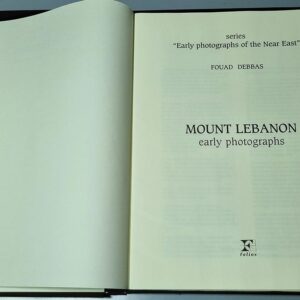 series
"Early photographs of the Near East"
FOUAD DEBBAS
MOUNT LEBANON
early photographs
F
folios